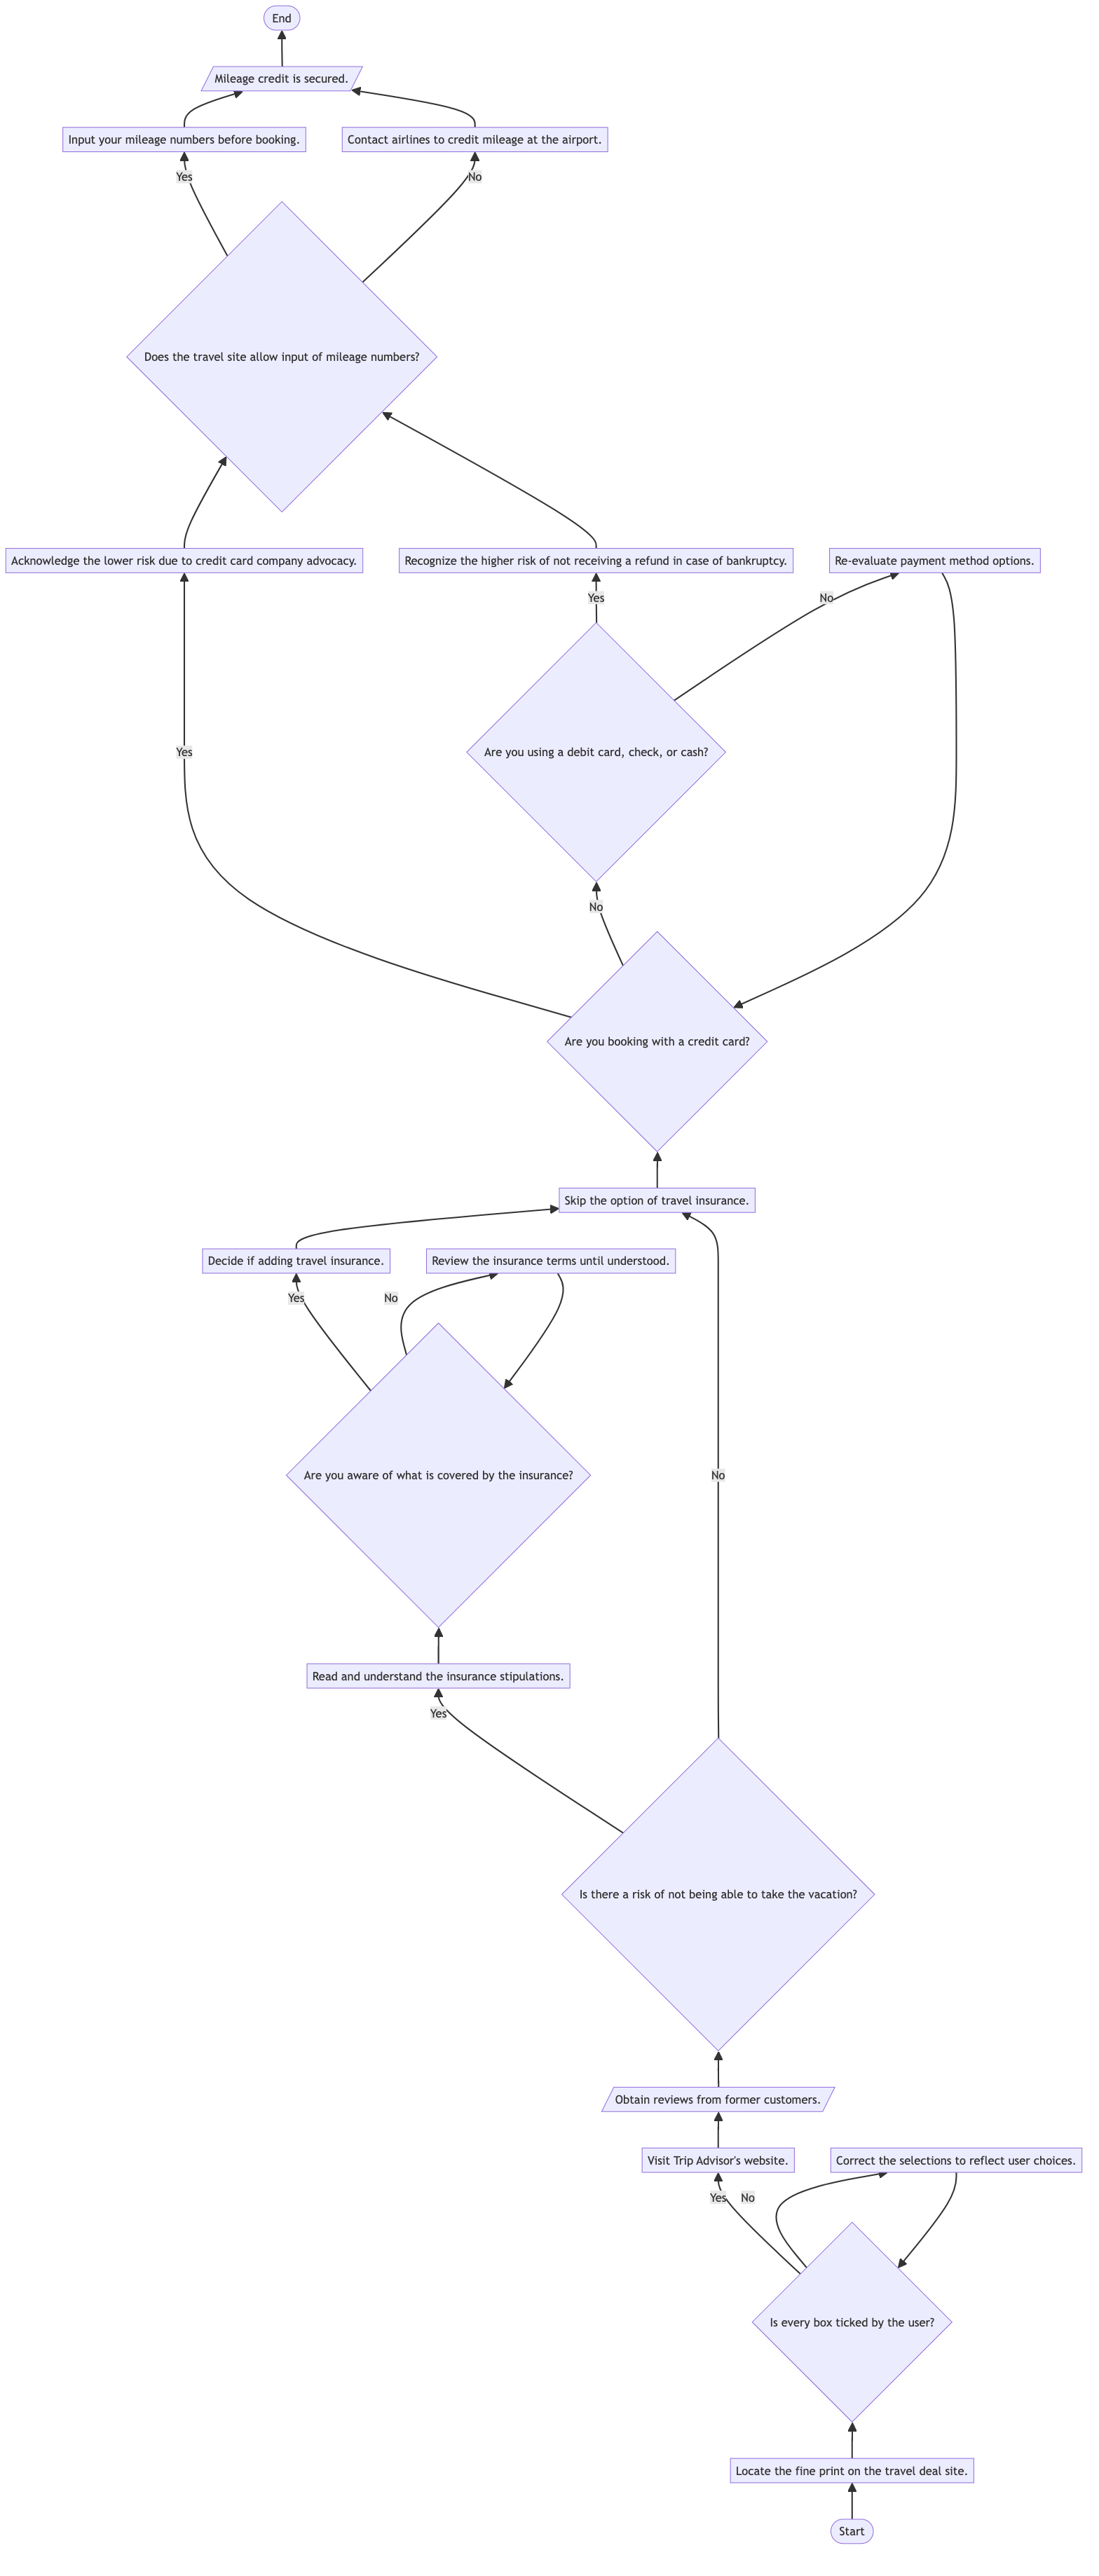 End
Mileage credit is secured.
Input your mileage numbers before booking.
Contact airlines to credit mileage at the airport.
Yes
No
Does the travel site allow input of mileage numbers?
Acknowledge the lower risk due to credit card company advocacy.
Recognize the higher risk of not receiving a refund in case of bankruptcy.
Re-evaluate payment method options.
Yes
No
Yes
Are you using a debit card, check, or cash?
No
Are you booking with a credit card?
Skip the option of travel insurance.
Decide if adding travel insurance.
Review the insurance terms until understood.
Yes
No
Are you aware of what is covered by the insurance?
No
Read and understand the insurance stipulations.
Yes
Is there a risk of not being able to take the vacation?
Obtain reviews from former customers.
Visit Trip Advisor's website.
Correct the selections to reflect user choices.
Yes
No
Is every box ticked by the user?
Locate the fine print on the travel deal site.
Start